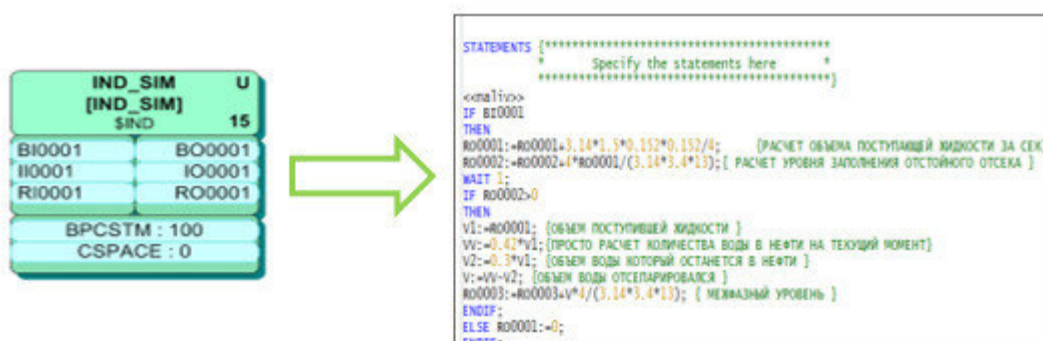 IND_SIM U
[IND_SIM]
$IND 15
BI0001 BO0001
II0001 IO0001
RI0001 RO0001
BPCSTM : 100
CSPACE : 0
STATEMENTS {******************************************
* Specify the statements here *
******************************************}
<<naliv>>
IF BI0001
THEN
RO0001:=RO0001+3.14*1.5*0.152*0.152/4; {РАСЧЕТ ОБЪЕМА ПОСТУПАЮЩЕЙ ЖИДКОСТИ ЗА СЕК
RO0002:=RO0002+4*RO0001/(3.14*3.4*13);{ РАСЧЕТ УРОВНЯ ЗАПОЛНЕНИЯ ОТСТОЙНОГО ОТСЕКА }
WAIT 1;
IF RO0002>0
THEN
V1:=RO0001; {ОБЪЕМ ПОСТУПИВШЕЙ ЖИДКОСТИ }
VV:=0.42*V1;{ПРОСТО РАСЧЕТ КОЛИЧЕСТВА ВОДЫ В НЕФТИ НА ТЕКУЩИЙ МОМЕНТ}
V2:=0.3*V1; {ОБЪЕМ ВОДЫ КОТОРЫЙ ОСТАНЕТСЯ В НЕФТИ }
V:=VV-V2; {ОБЪЕМ ВОДЫ ОТСЕПАРИРОВАЛСЯ }
RO0003:=RO0003+V*4/(3.14*3.4*13); { МЕЖФАЗНЫЙ УРОВЕНЬ }
ENDIF;
ELSE RO0001:=0;
ENDIF;